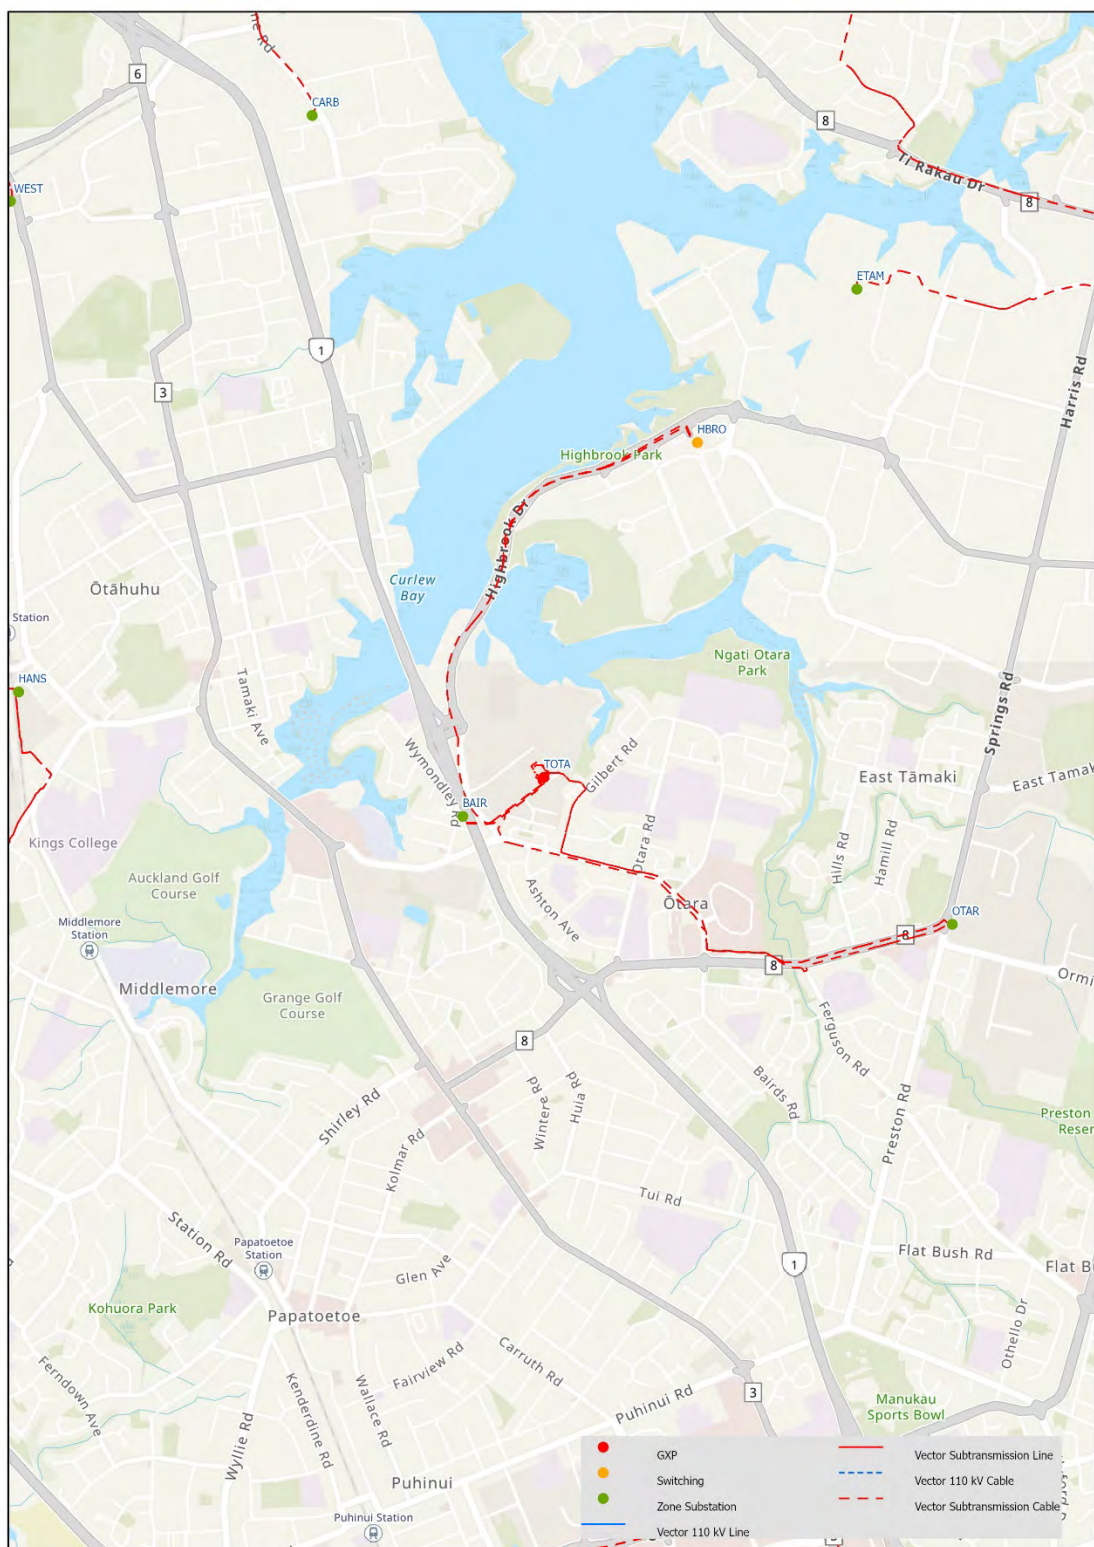 ne Rd
6
CARB
8
Ti Rakau Dr
8
WEST
ETAM
1
Harris Rd
3
HBRO
Highbrook Park
Highbrook Dr
Curlew
Bay
Ōtāhuhu
Station
Ngati Otara
Park
HANS
Tamaki Ave
Springs Rd
Wymondley Rd
TOTA
Gilbert Rd
East Tāmaki
East Tamak
BAIR
Kings College
Otara Rd
Hills Rd
Hamill Rd
Auckland Golf
Course
Ashton Ave
Ōtara
OTAR
8
Middlemore
Station
8
Ormi
Middlemore
Grange Golf
Course
8
Ferguson Rd
Bairds Rd
Preston Rd
Wintere Rd
Huia Rd
Shirley Rd
Kolmar Rd
Preston
Reser
Tui Rd
Station Rd
Papatoetoe
Station
Glen Ave
1
Flat Bush Rd
Flat Bu
Kohuora Park
Papatoetoe
Othello Dr
Ferndown Ave
Kenderdine Rd
Wallace Rd
Fairview Rd
Carruth Rd
3
Puhinui Rd
Manukau
Sports Bowl
Wyllie Rd
Puhinui
Puhinui Station
GXP
Switching
Zone Substation
Vector 110 kV Line
Vector Subtransmission Line
Vector 110 kV Cable
Vector Subtransmission Cable